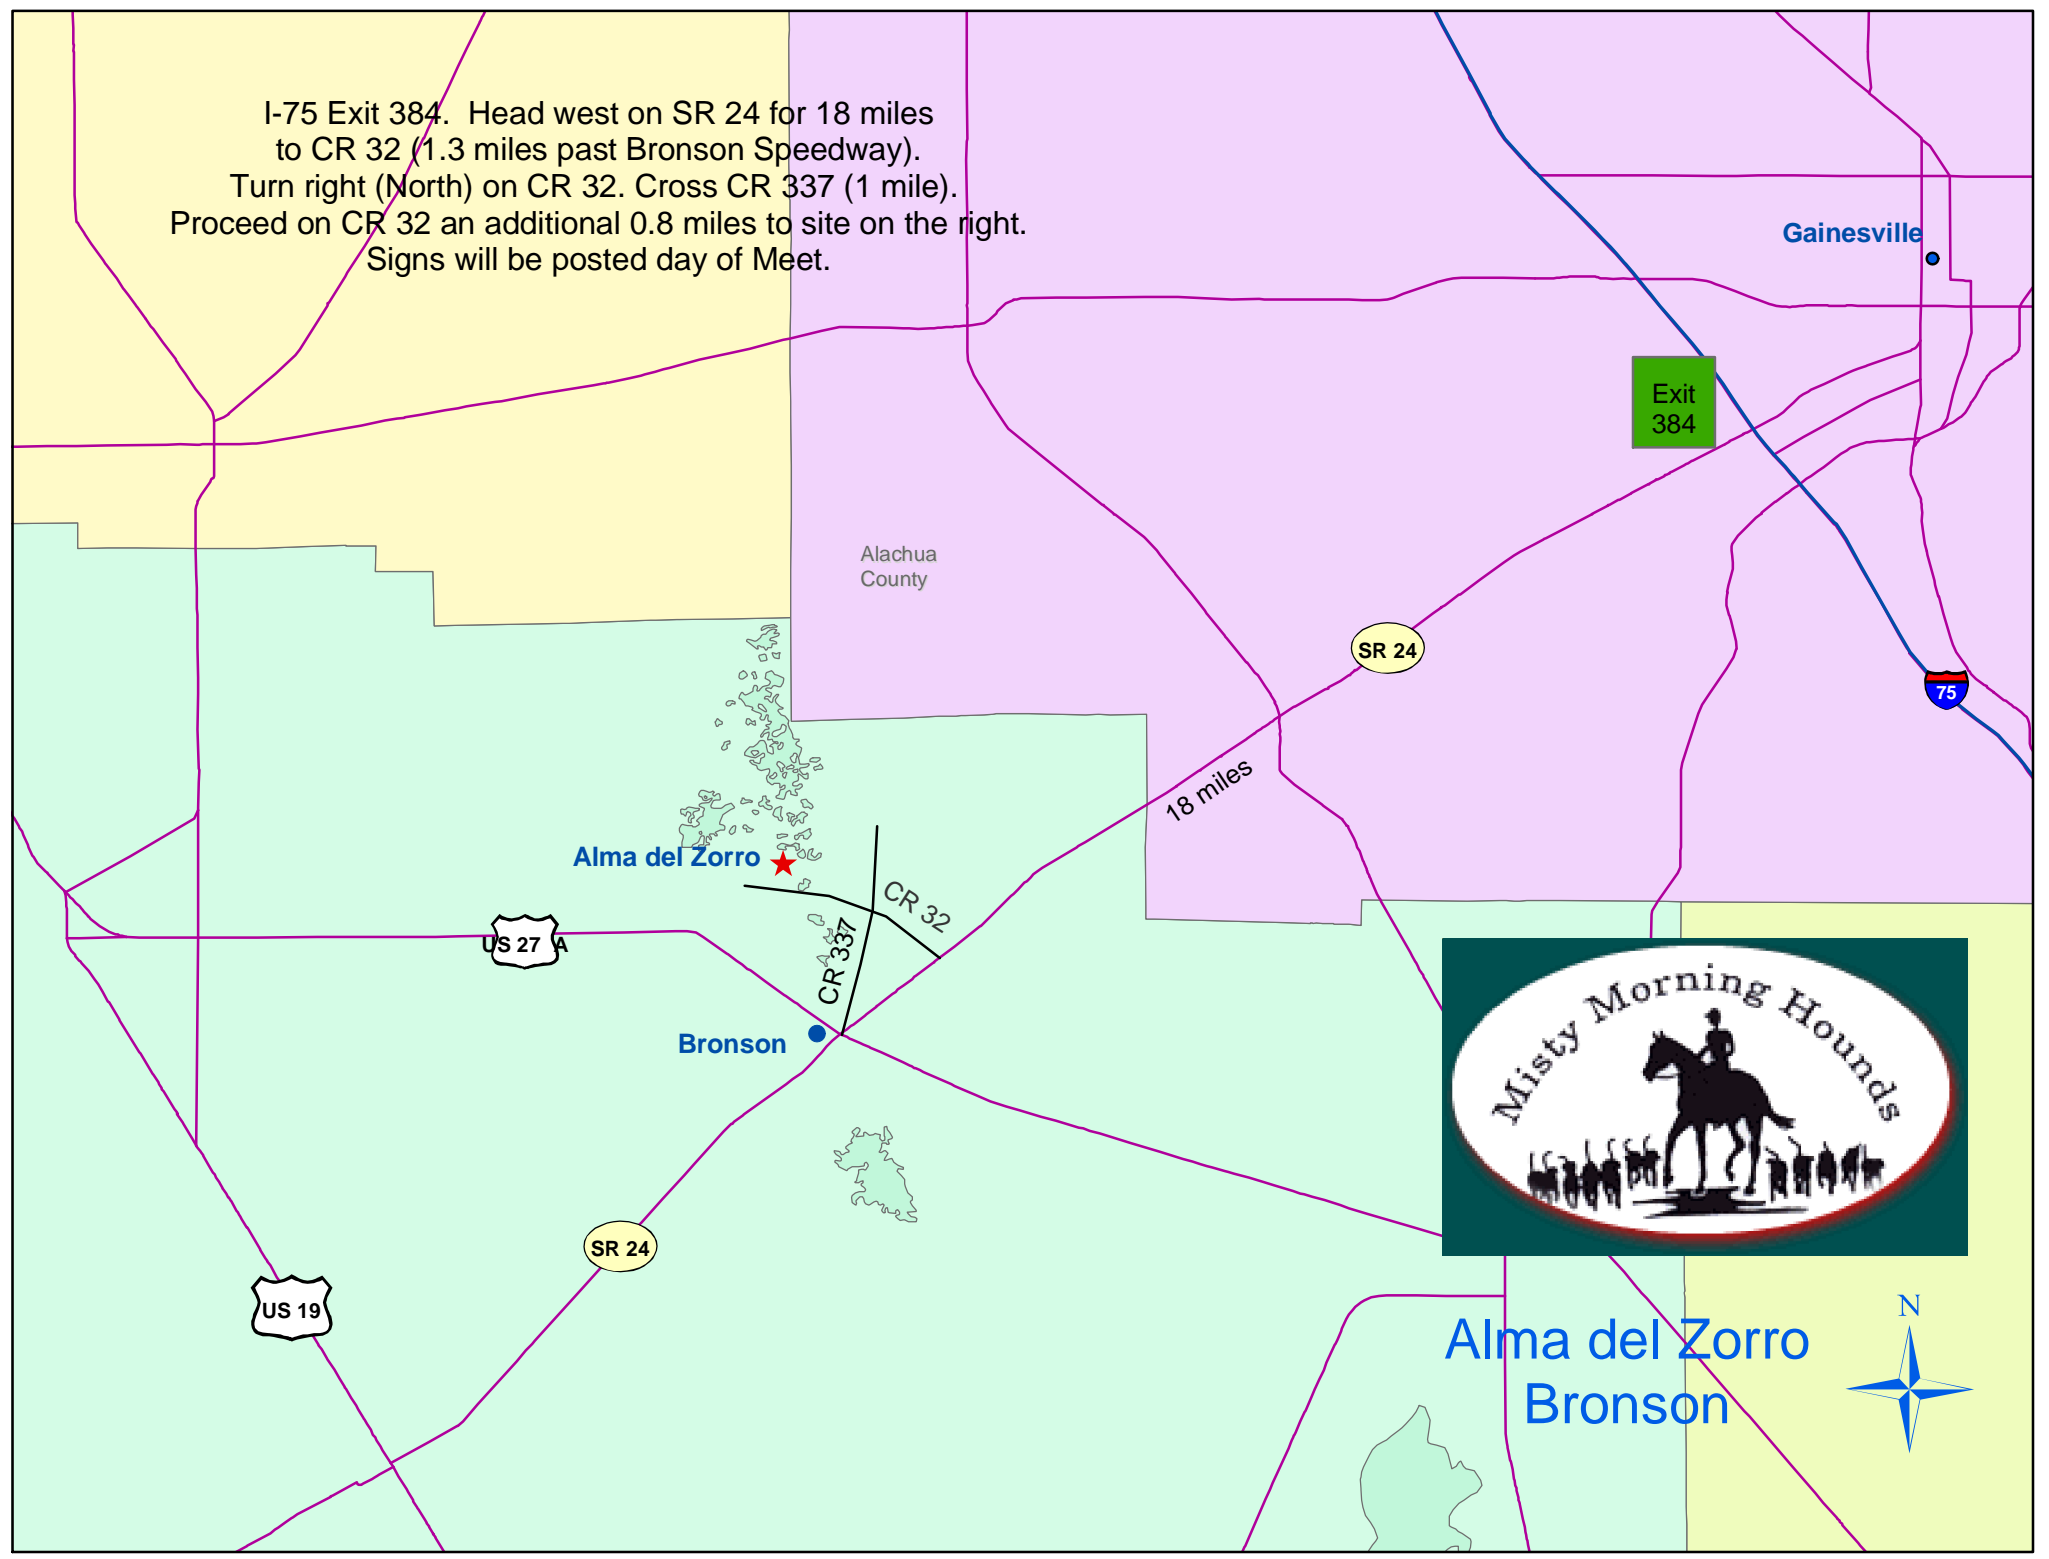 I-75 Exit 384.  Head west on SR 24 for 18 miles
to CR 32 (1.3 miles past Bronson Speedway).
Turn right (North) on CR 32. Cross CR 337 (1 mile).
Proceed on CR 32 an additional 0.8 miles to site on the right.
Signs will be posted day of Meet.
Gainesville
Exit
384
Alachua
County
SR 24
75
18 miles
Alma del Zorro
CR 32
CR 337
US 27 A
Bronson
Misty Morning Hounds
SR 24
US 19
N
Alma del Zorro
Bronson